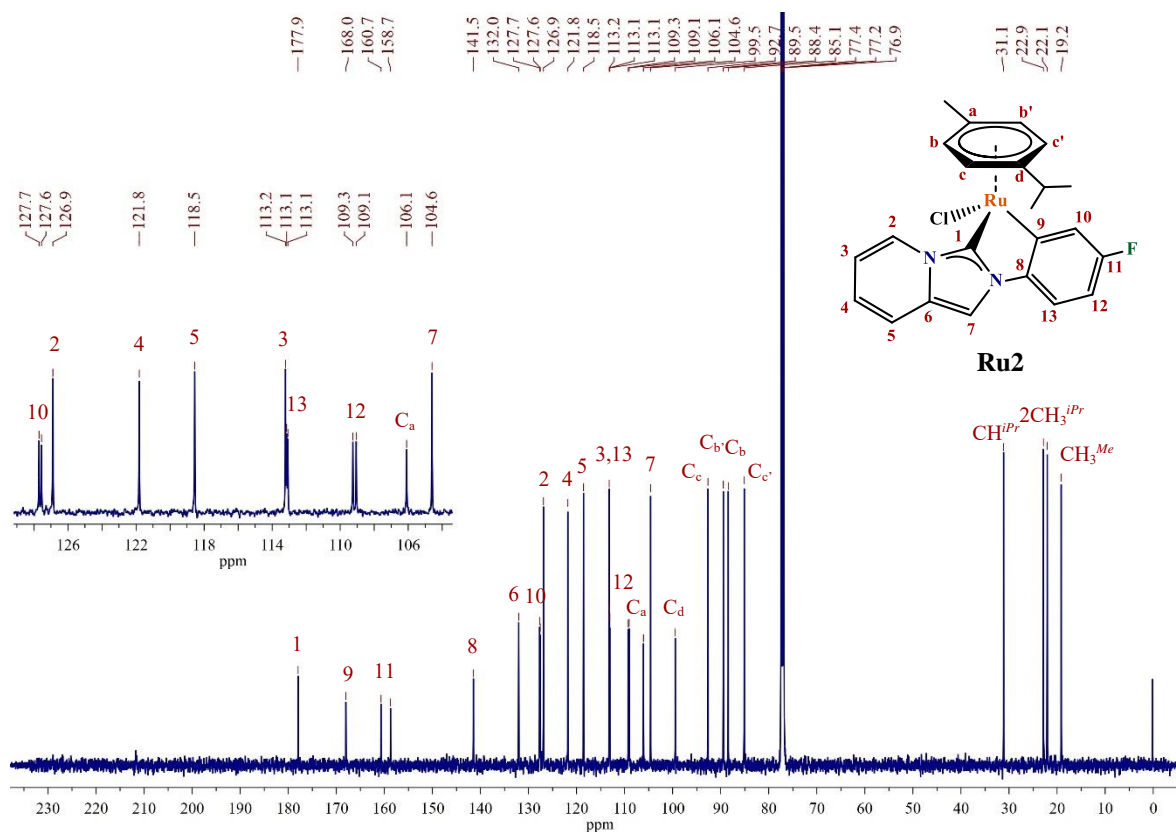 177.9 168.0 160.7 158.7 141.5 132.0 127.7 127.6 126.9 121.8 118.5 113.2 113.1 113.1 109.3 109.1 106.1 104.6 99.5 92.7 89.5 88.4 85.1 77.4 77.2 76.9 31.1 22.9 22.1 19.2
127.7 127.6 126.9 121.8 118.5 113.2 113.1 113.1 109.3 109.1 106.1 104.6
10 2 4 5 3 13 12 Ca 7
126 122 118 114 110 106
ppm
a b' b c' c d
Ru
Cl
1 2 3 4 5 6 7 8 9 10 11 12 13
N N
F
Ru2
1 9 11 8 6 10 2 4 5 3,13 12 Ca 7 Cd Cc Cb' Cb Cc' CH^iPr 2CH3^iPr CH3^Me
230 220 210 200 190 180 170 160 150 140 130 120 110 100 90 80 70 60 50 40 30 20 10 0
ppm